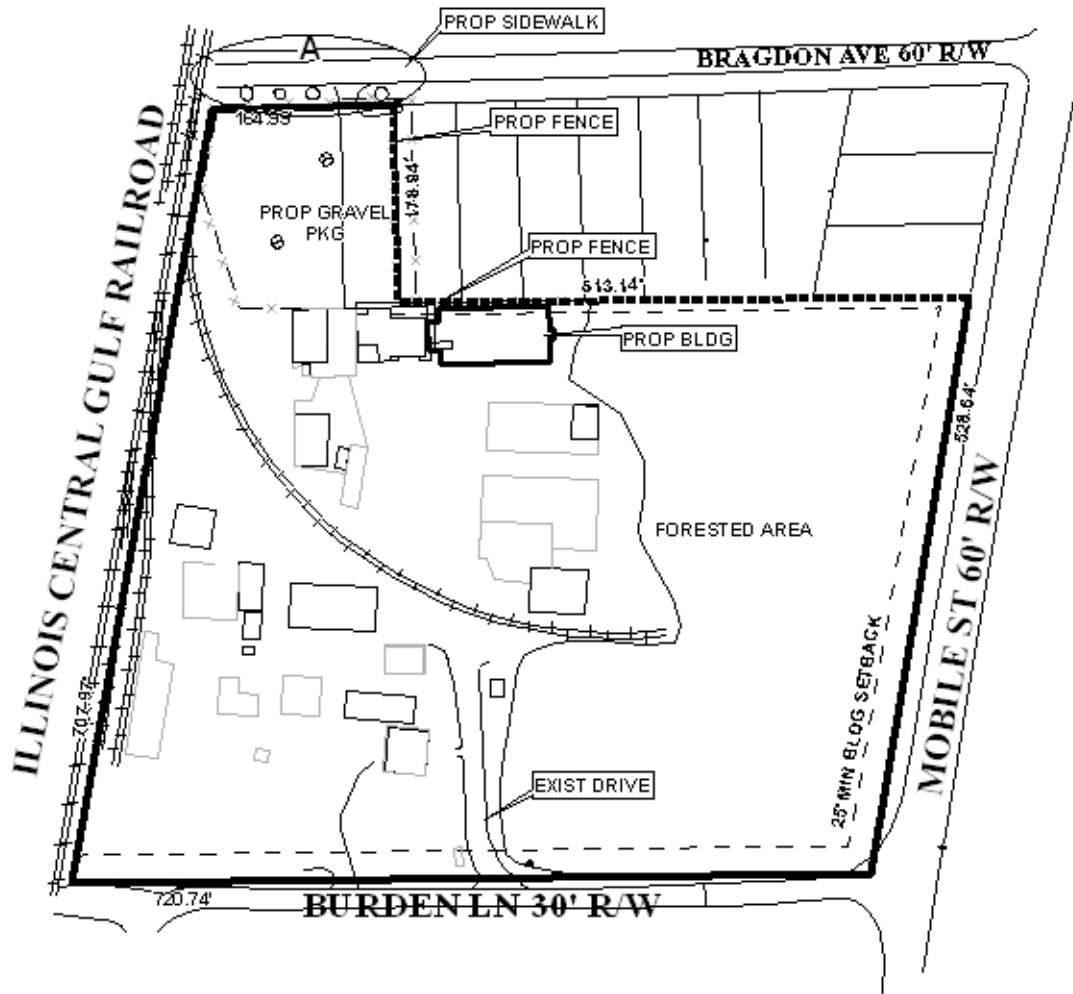 PROP SIDEWALK
A
BRAGDON AVE 60' R/W
164.99'
PROP FENCE
178.94'
PROP GRAVEL
PKG
PROP FENCE
513.14'
PROP BLDG
ILLINOIS CENTRAL GULF RAILROAD
528.64'
FORESTED AREA
MOBILE ST 60' R/W
25' MIN BLDG SETBACK
707.97'
EXIST DRIVE
720.74'
BURDEN LN 30' R/W